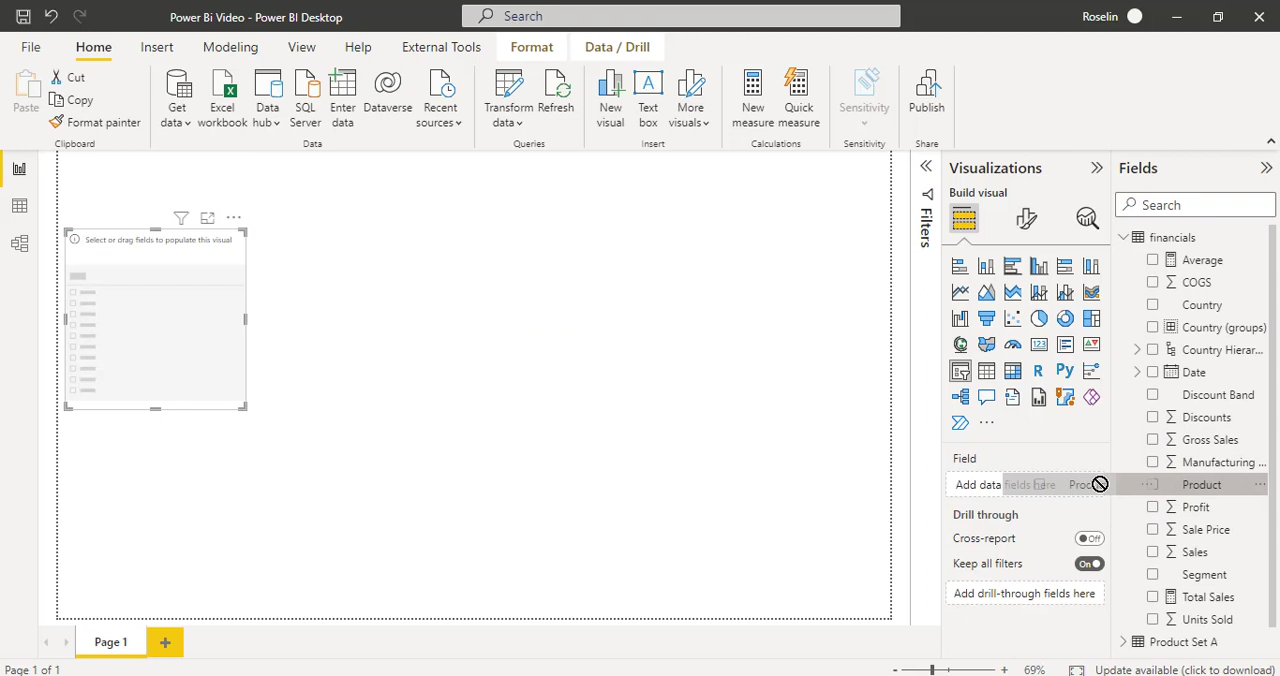 Power Bi Video - Power BI Desktop
Search
Roselin
File
Home
Insert
Modeling
View
Help
External Tools
Format
Data / Drill
Paste
Cut
Copy
Format painter
Clipboard
Get data
Excel workbook
Data hub
SQL Server
Enter data
Dataverse
Recent sources
Data
Transform data
Refresh
Queries
New visual
Text box
More visuals
Insert
New measure
Quick measure
Calculations
Sensitivity
Sensitivity
Publish
Share
Select or drag fields to populate this visual
Filters
Visualizations
Build visual
123
R
Py
Field
Add data fields here
Drill through
Cross-report
Off
Keep all filters
On
Add drill-through fields here
Fields
Search
financials
Average
COGS
Country
Country (groups)
Country Hierar...
Date
Discount Band
Discounts
Gross Sales
Manufacturing ...
Product
Profit
Sale Price
Sales
Segment
Total Sales
Units Sold
Product Set A
Page 1
Page 1 of 1
- + 69%
Update available (click to download)